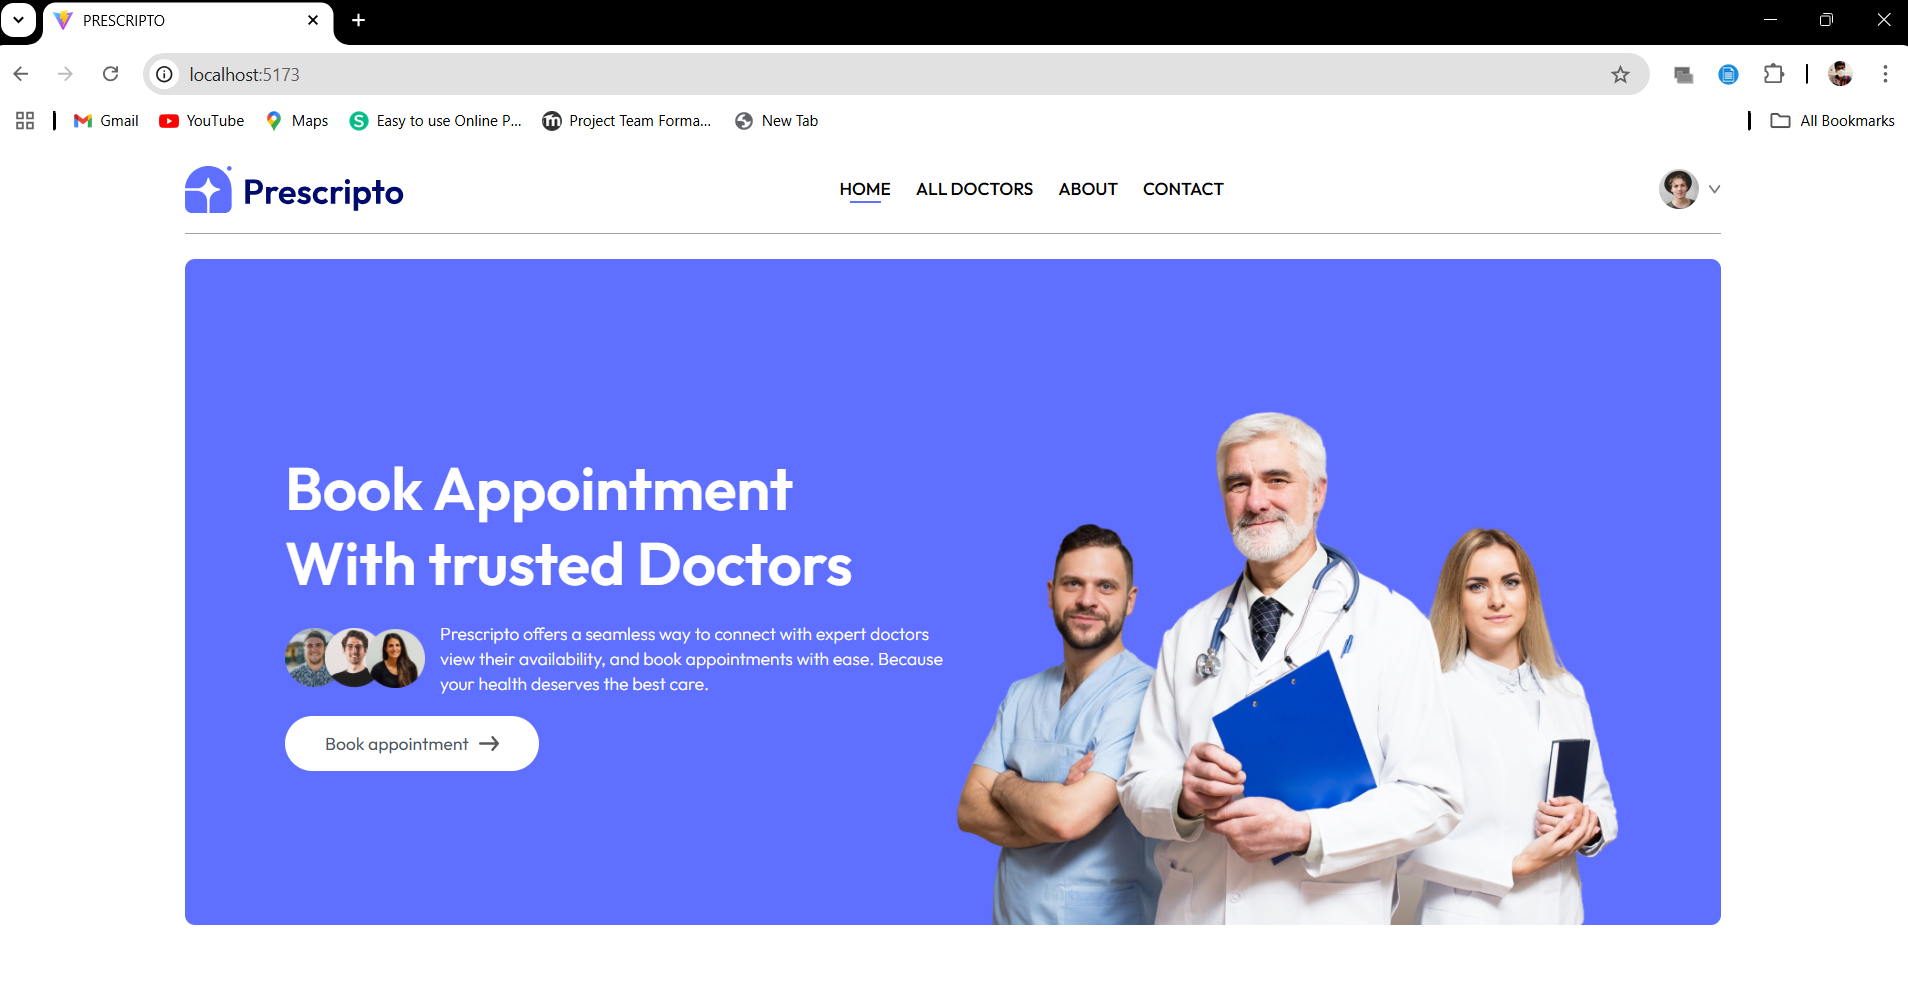 PRESCRIPTO
localhost:5173
Gmail
YouTube
Maps
Easy to use Online P...
Project Team Forma...
New Tab
All Bookmarks
Prescripto
HOME
ALL DOCTORS
ABOUT
CONTACT
Book Appointment
With trusted Doctors
Prescripto offers a seamless way to connect with expert doctors
view their availability, and book appointments with ease. Because
your health deserves the best care.
Book appointment